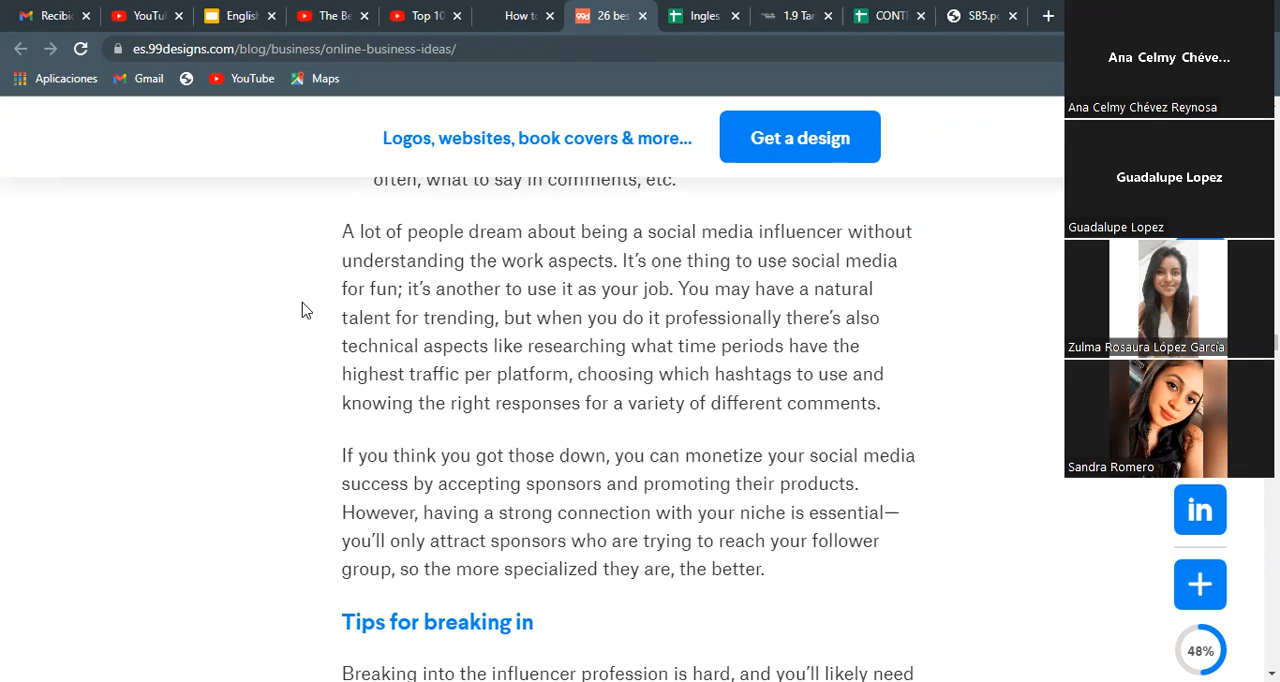 Recibic
YouTu
English
The Be
Top 10
How to
26 bes
Ingles
1.9 Tar
CONTI
SB5.po
es.99designs.com/blog/business/online-business-ideas/
Aplicaciones
Gmail
YouTube
Maps
Logos, websites, book covers & more...
Get a design
often, what to say in comments, etc.
A lot of people dream about being a social media influencer without
understanding the work aspects. It's one thing to use social media
for fun; it's another to use it as your job. You may have a natural
talent for trending, but when you do it professionally there's also
technical aspects like researching what time periods have the
highest traffic per platform, choosing which hashtags to use and
knowing the right responses for a variety of different comments.
If you think you got those down, you can monetize your social media
success by accepting sponsors and promoting their products.
However, having a strong connection with your niche is essential—
you'll only attract sponsors who are trying to reach your follower
group, so the more specialized they are, the better.
Tips for breaking in
Breaking into the influencer profession is hard, and you'll likely need
Ana Celmy Chéve...
Ana Celmy Chévez Reynosa
Guadalupe Lopez
Guadalupe Lopez
Zulma Rosaura López García
Sandra Romero
in
48%